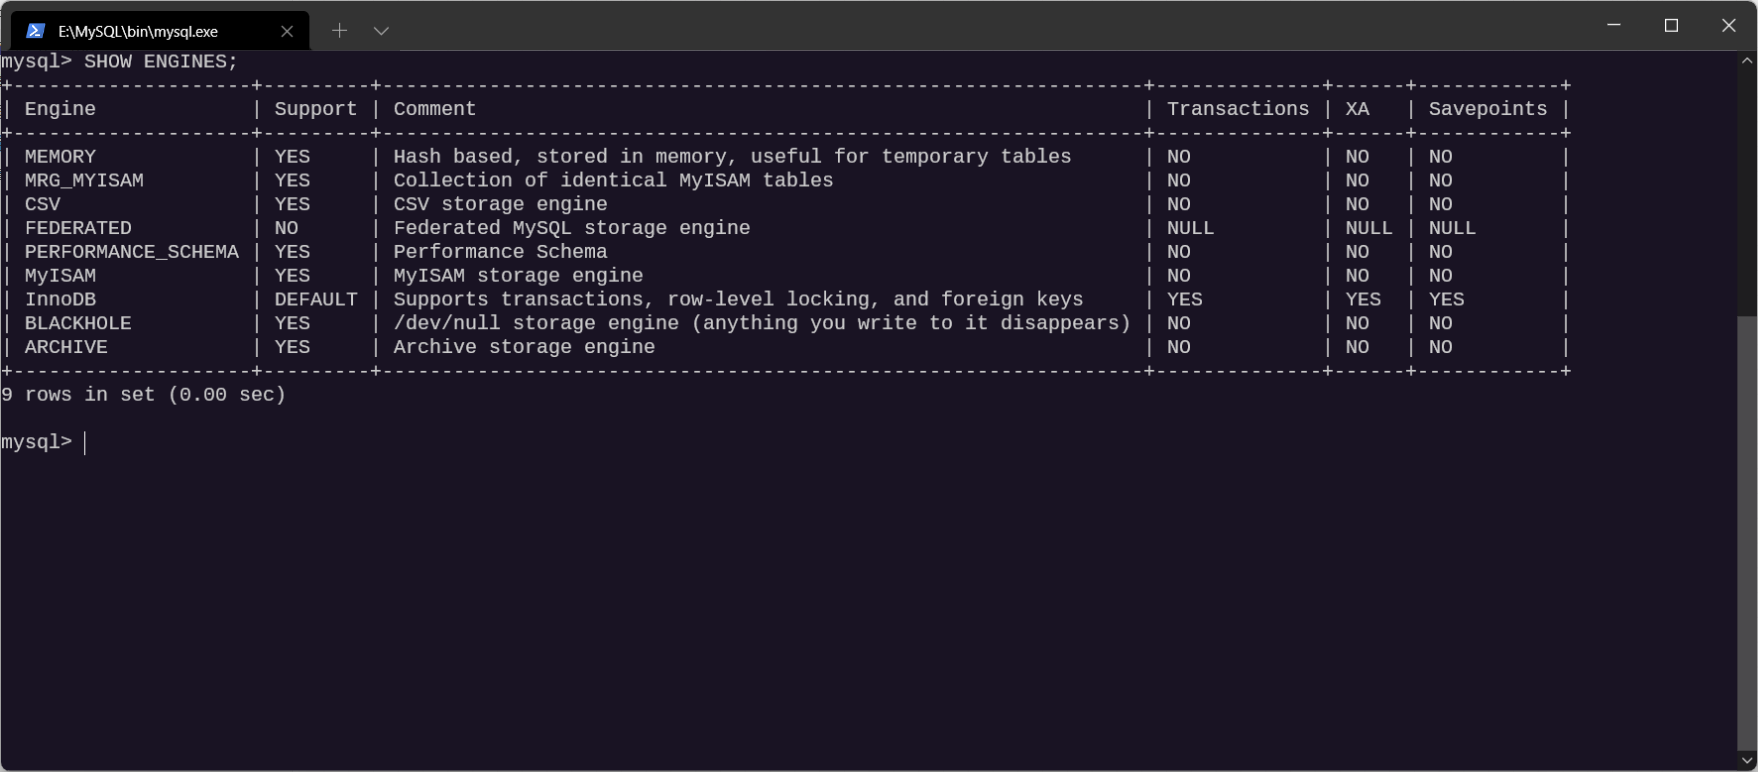 E:\MySQL\bin\mysql.exe
mysql> SHOW ENGINES;
+--------------------+---------+----------------------------------------------------------------+--------------+------+------------+
| Engine             | Support | Comment                                                        | Transactions | XA   | Savepoints |
+--------------------+---------+----------------------------------------------------------------+--------------+------+------------+
| MEMORY             | YES     | Hash based, stored in memory, useful for temporary tables      | NO           | NO   | NO         |
| MRG_MYISAM         | YES     | Collection of identical MyISAM tables                          | NO           | NO   | NO         |
| CSV                | YES     | CSV storage engine                                             | NO           | NO   | NO         |
| FEDERATED          | NO      | Federated MySQL storage engine                                 | NULL         | NULL | NULL       |
| PERFORMANCE_SCHEMA | YES     | Performance Schema                                             | NO           | NO   | NO         |
| MyISAM             | YES     | MyISAM storage engine                                          | NO           | NO   | NO         |
| InnoDB             | DEFAULT | Supports transactions, row-level locking, and foreign keys     | YES          | YES  | YES        |
| BLACKHOLE          | YES     | /dev/null storage engine (anything you write to it disappears) | NO           | NO   | NO         |
| ARCHIVE            | YES     | Archive storage engine                                         | NO           | NO   | NO         |
+--------------------+---------+----------------------------------------------------------------+--------------+------+------------+
9 rows in set (0.00 sec)
mysql>